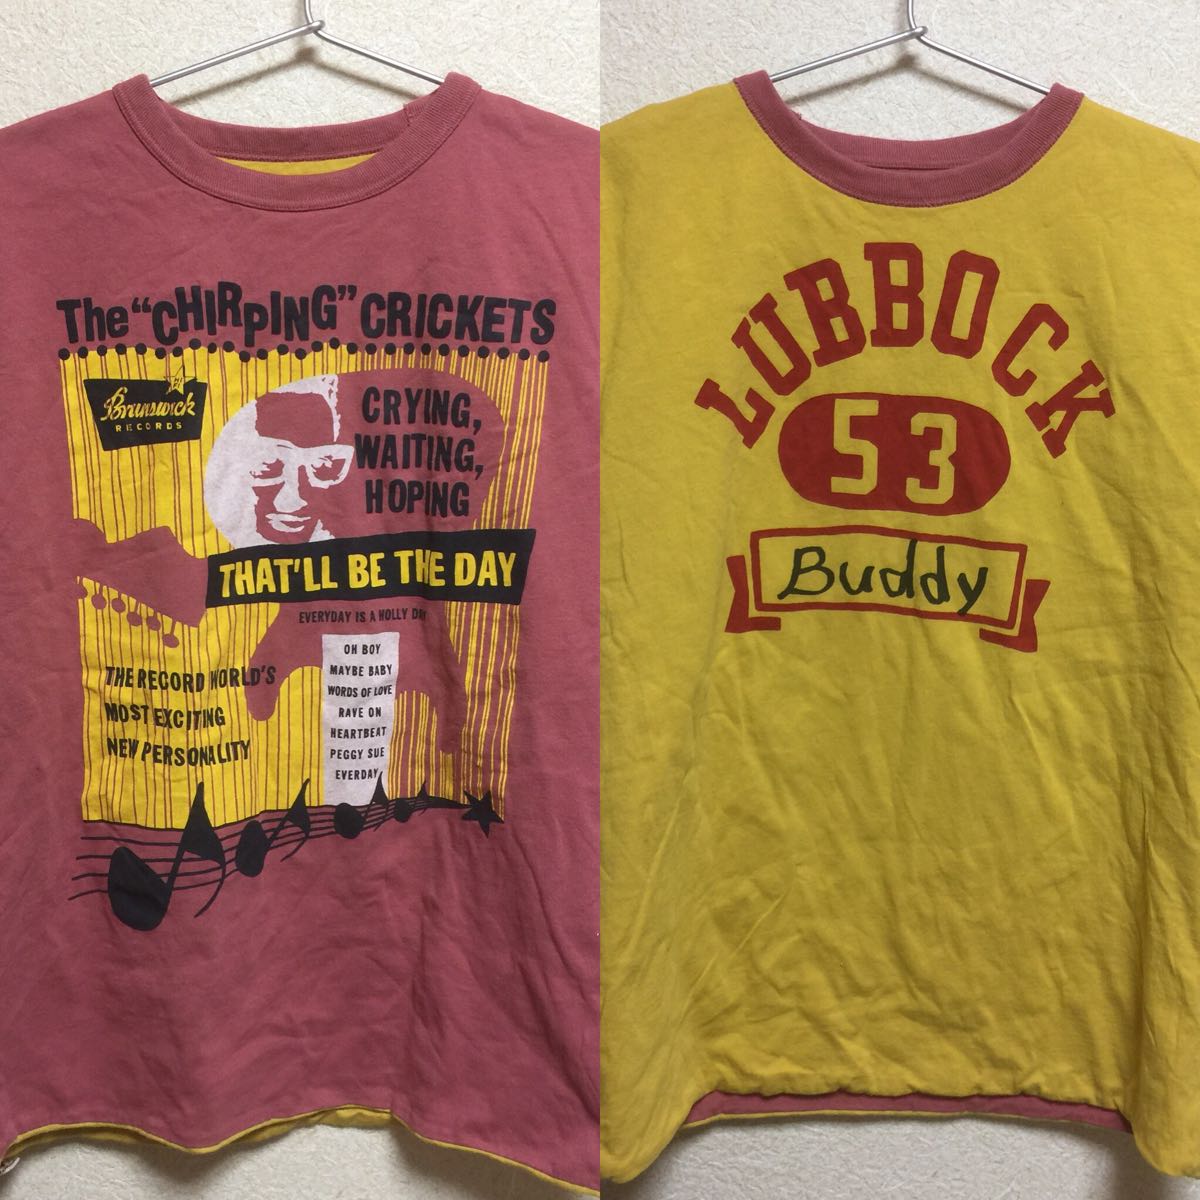 The "CHIRPING" CRICKETS
HI FI
Brunswick
RECORDS
CRYING,
WAITING,
HOPING
THAT'LL BE THE DAY
EVERYDAY IS A HOLLY DAY
OH BOY
MAYBE BABY
WORDS OF LOVE
RAVE ON
HEARTBEAT
PEGGY SUE
EVERDAY
THE RECORD WORLD'S
MOST EXCITING
NEW PERSONALITY
LUBBOCK
53
Buddy